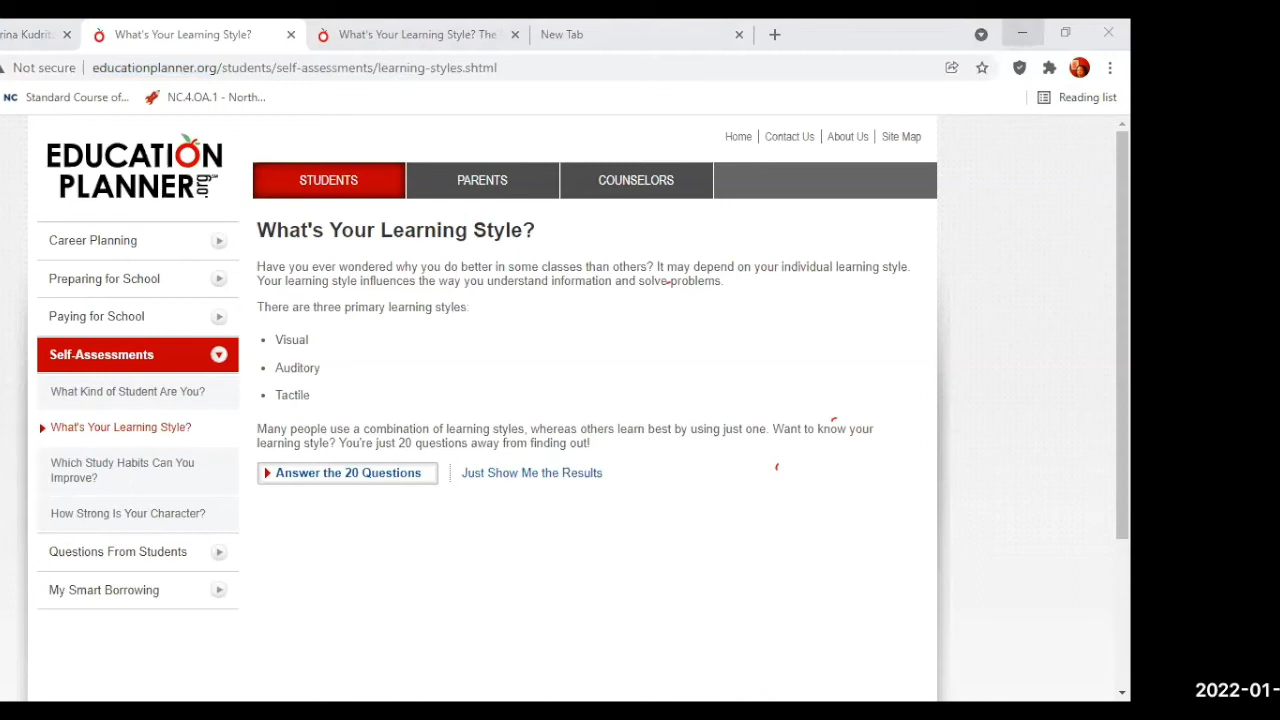 rina Kudrit.
What's Your Learning Style?
What's Your Learning Style? The
New Tab
Not secure
educationplanner.org/students/self-assessments/learning-styles.shtml
NC Standard Course of...
NC.4.OA.1 - North...
Reading list
EDUCATION
PLANNER.org
Home
Contact Us
About Us
Site Map
STUDENTS
PARENTS
COUNSELORS
Career Planning
Preparing for School
Paying for School
Self-Assessments
What Kind of Student Are You?
What's Your Learning Style?
Which Study Habits Can You
Improve?
How Strong Is Your Character?
Questions From Students
My Smart Borrowing
What's Your Learning Style?
Have you ever wondered why you do better in some classes than others? It may depend on your individual learning style.
Your learning style influences the way you understand information and solve problems.
There are three primary learning styles:
Visual
Auditory
Tactile
Many people use a combination of learning styles, whereas others learn best by using just one. Want to know your
learning style? You're just 20 questions away from finding out!
Answer the 20 Questions
Just Show Me the Results
2022-01-